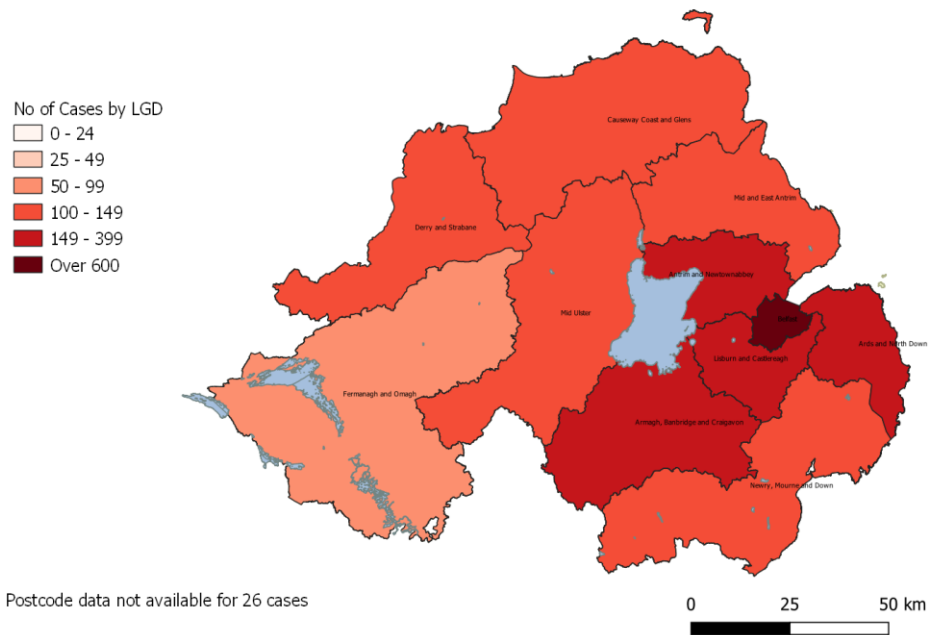 No of Cases by LGD
0 - 24
25 - 49
50 - 99
100 - 149
149 - 399
Over 600
Causeway Coast and Glens
Mid and East Antrim
Derry and Strabane
Antrim and Newtownabbey
Mid Ulster
Belfast
Ards and North Down
Lisburn and Castlereagh
Fermanagh and Omagh
Armagh, Banbridge and Craigavon
Newry, Mourne and Down
Postcode data not available for 26 cases
0 25 50 km